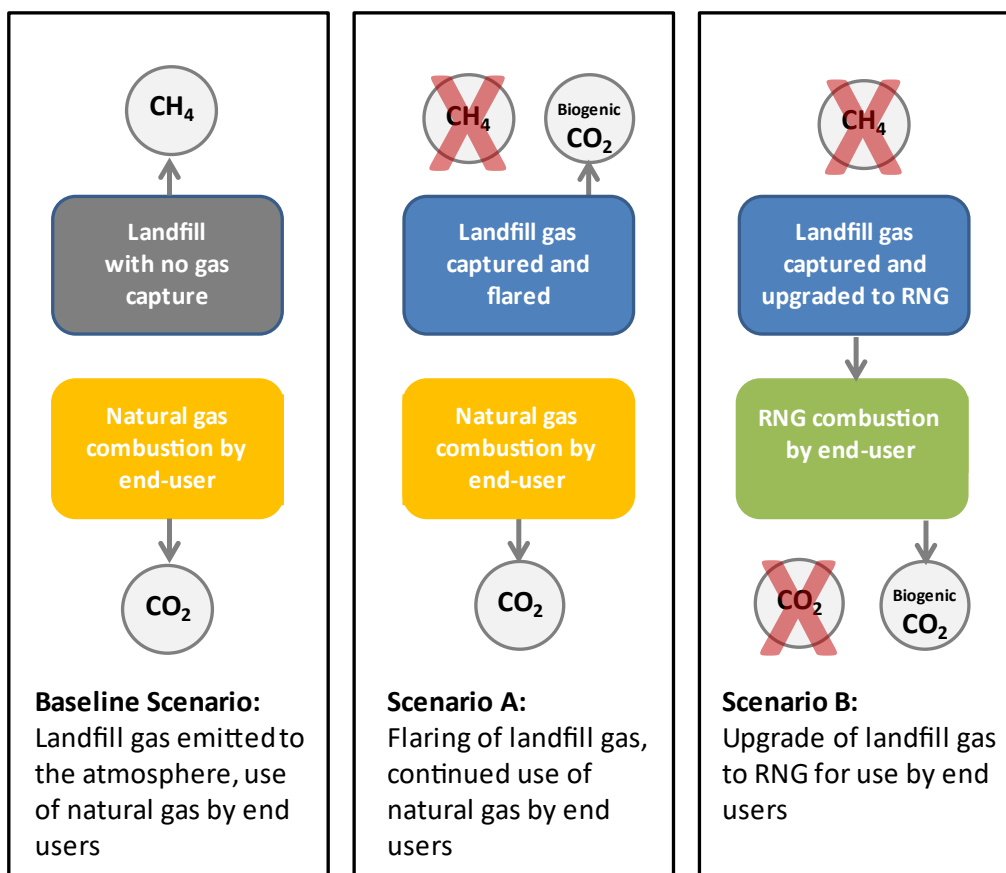 CH₄
Landfill
with no gas
capture
Natural gas
combustion by
end-user
CO₂
Baseline Scenario:
Landfill gas emitted to
the atmosphere, use
of natural gas by end
users
CH₄
Biogenic
CO₂
Landfill gas
captured and
flared
Natural gas
combustion by
end-user
CO₂
Scenario A:
Flaring of landfill gas,
continued use of
natural gas by end
users
CH₄
Landfill gas
captured and
upgraded to RNG
RNG combustion
by end-user
CO₂
Biogenic
CO₂
Scenario B:
Upgrade of landfill gas
to RNG for use by end
users